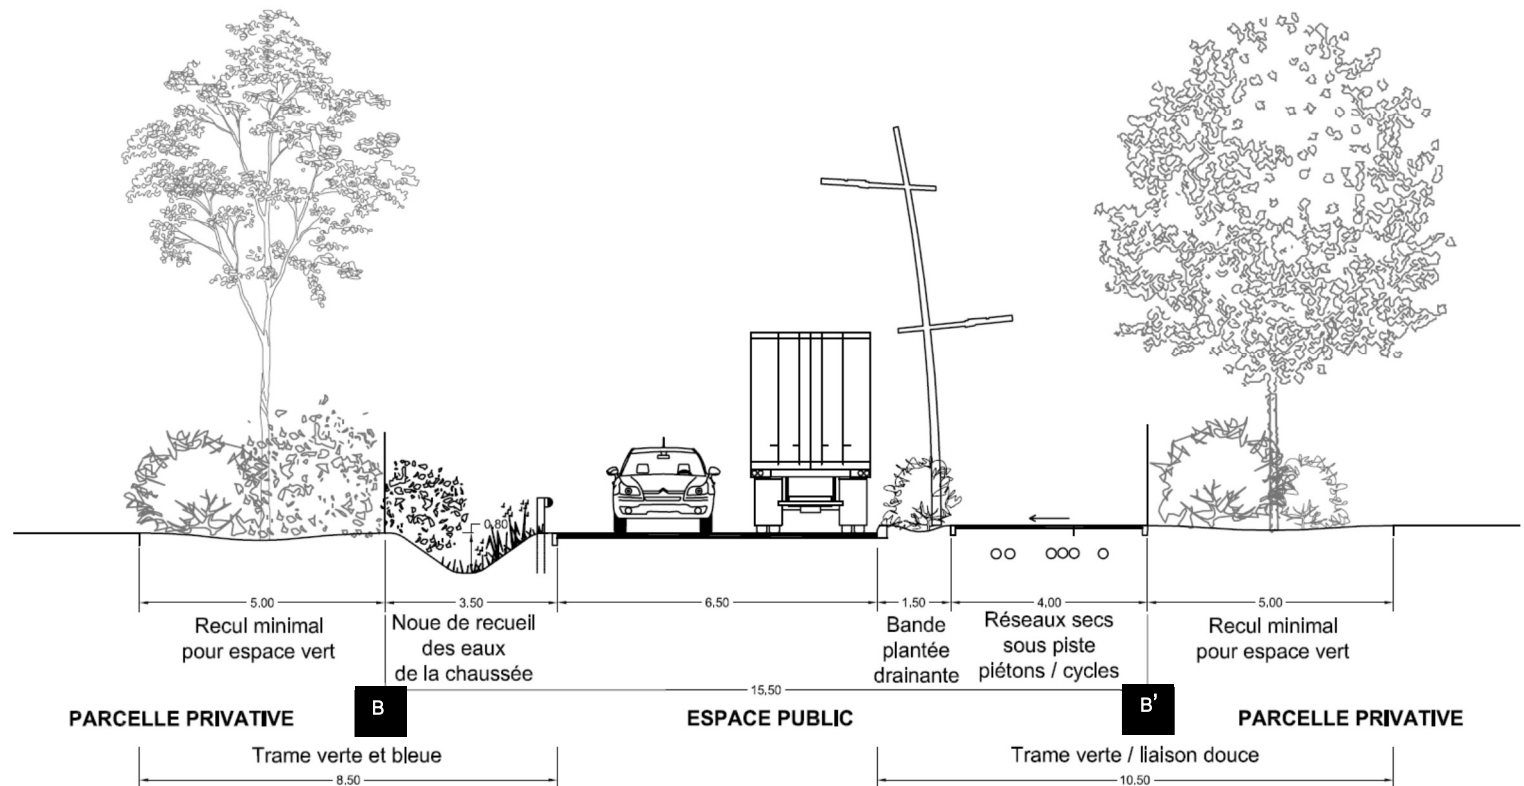 0.80
5.00
3.50
6.50
1.50
4.00
5.00
Recul minimal
pour espace vert
Noue de recueil
des eaux
de la chaussée
Bande
plantée
drainante
Réseaux secs
sous piste
piétons / cycles
Recul minimal
pour espace vert
15.50
B
B'
PARCELLE PRIVATIVE
ESPACE PUBLIC
PARCELLE PRIVATIVE
Trame verte et bleue
Trame verte / liaison douce
8.50
10.50